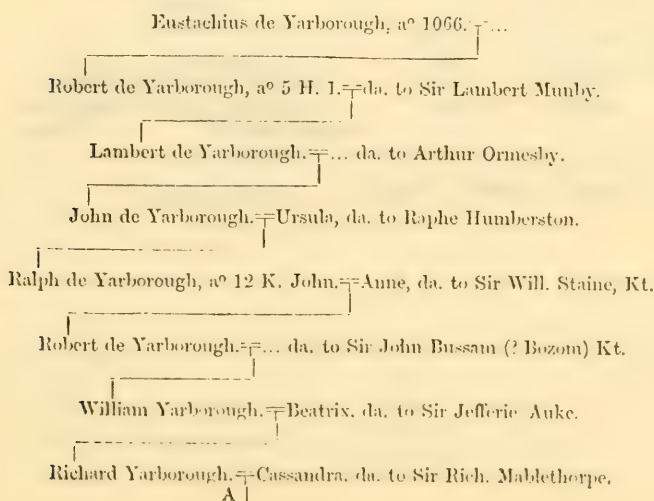 Eustachius de Yarborough, aº 1066. ...
Robert de Yarborough, aº 5 H. 1. da. to Sir Lambert Munby.
Lambert de Yarborough. ... da. to Arthur Ormesby.
John de Yarborough. Ursula, da. to Raphe Humberston.
Ralph de Yarborough, aº 12 K. John. Anne, da. to Sir Will. Staine, Kt.
Robert de Yarborough. ... da. to Sir John Bussam (? Bozom) Kt.
William Yarborough. Beatrix, da. to Sir Jefferie Auke.
Richard Yarborough. Cassandra, da. to Sir Rich. Mablethorpe.
A